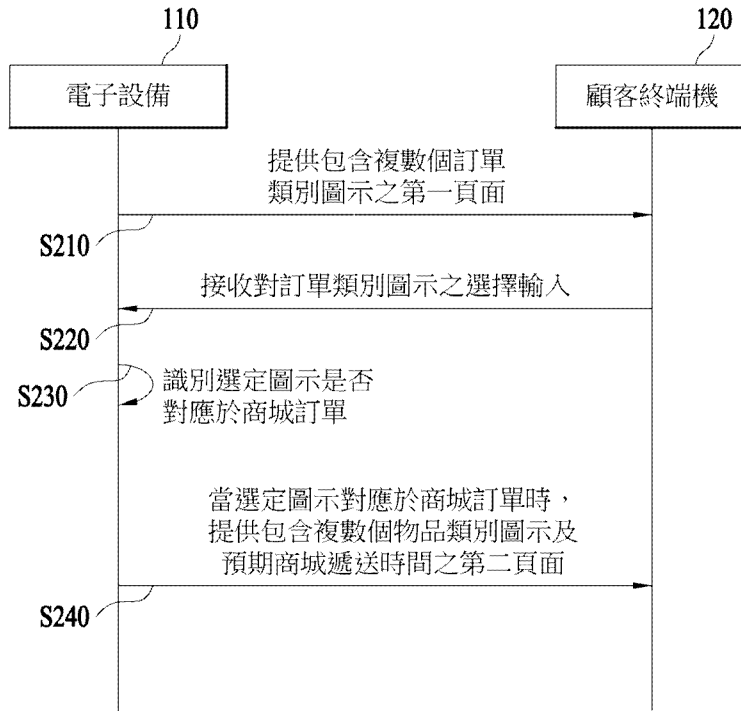 110
120
電子設備
顧客終端機
提供包含複數個訂單
類別圖示之第一頁面
S210
接收對訂單類別圖示之選擇輸入
S220
S230
識別選定圖示是否
對應於商城訂單
當選定圖示對應於商城訂單時，
提供包含複數個物品類別圖示及
預期商城遞送時間之第二頁面
S240